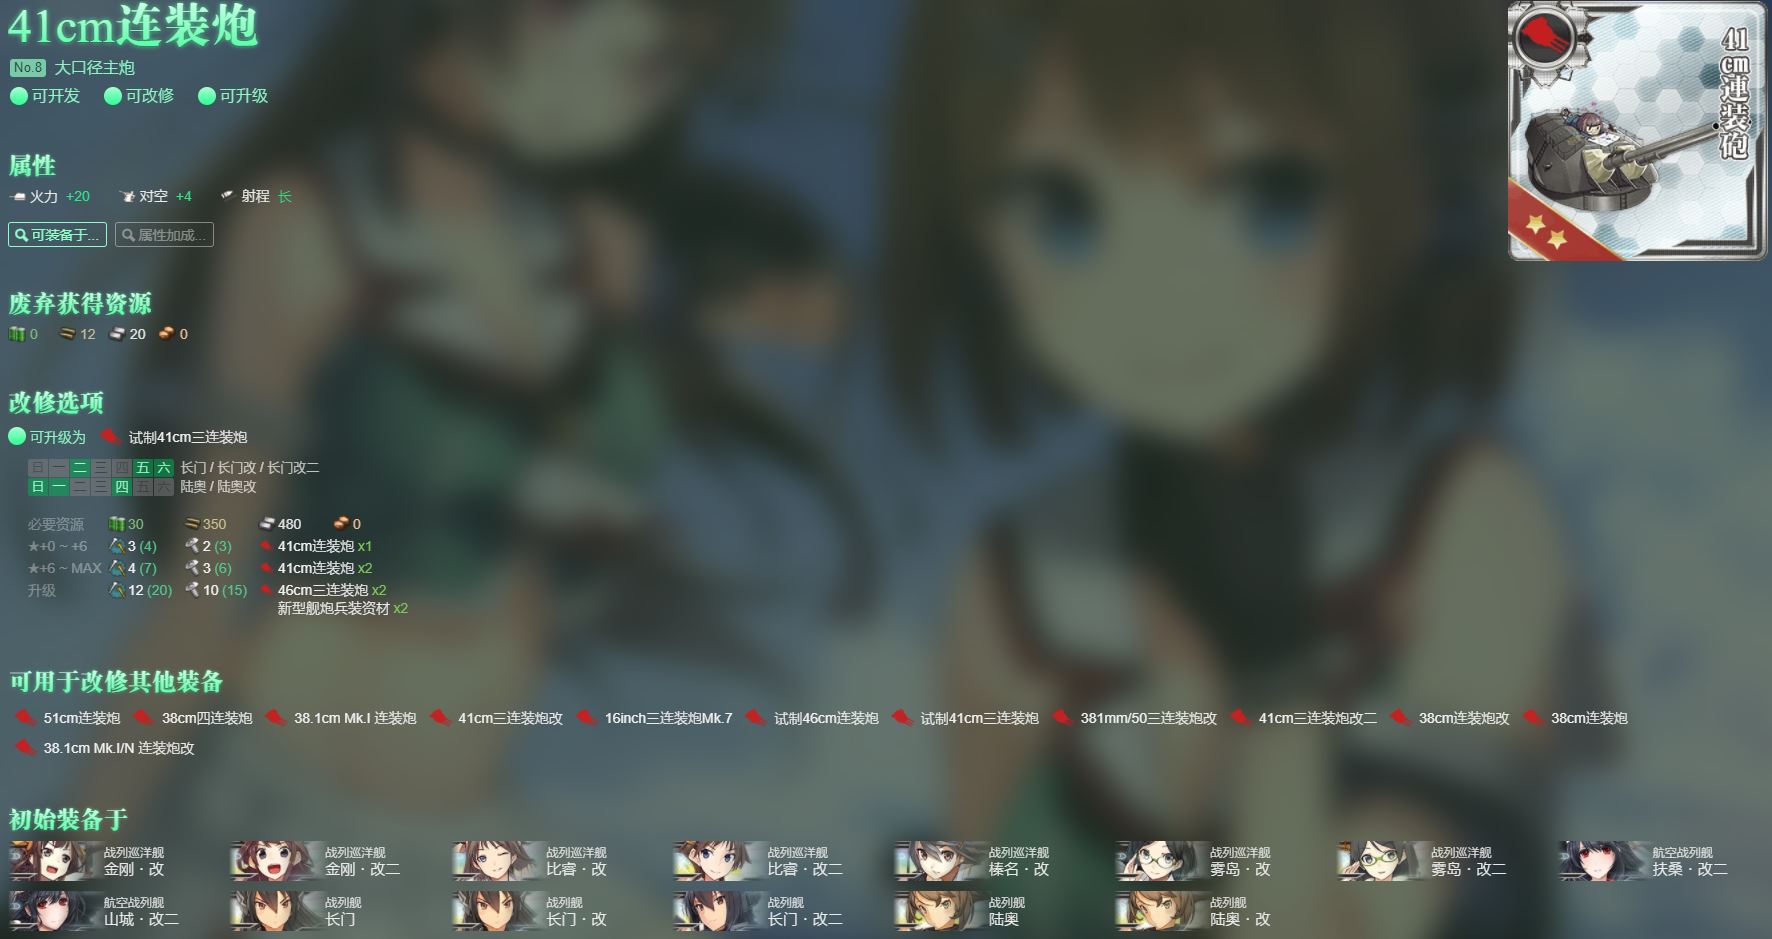 41cm连装炮
No.8 大口径主炮
可开发 可改修 可升级
41cm連装砲
属性
火力 +20 对空 +4 射程 长
可装备于... 属性加成...
废弃获得资源
0 12 20 0
改修选项
可升级为 试制41cm三连装炮
日 一 二 三 四 五 六 长门 / 长门改 / 长门改二
日 一 二 三 四 五 六 陆奥 / 陆奥改
必要资源 30 350 480 0
★+0 ~ +6 3 (4) 2 (3) 41cm连装炮 x1
★+6 ~ MAX 4 (7) 3 (6) 41cm连装炮 x2
升级 12 (20) 10 (15) 46cm三连装炮 x2
新型舰炮兵装资材 x2
可用于改修其他装备
51cm连装炮 38cm四连装炮 38.1cm Mk.I 连装炮 41cm三连装炮改 16inch三连装炮Mk.7 试制46cm连装炮 试制41cm三连装炮 381mm/50三连装炮改 41cm三连装炮改二 38cm连装炮改 38cm连装炮
38.1cm Mk.I/N 连装炮改
初始装备于
战列巡洋舰 战列巡洋舰 战列巡洋舰 战列巡洋舰 战列巡洋舰 战列巡洋舰 战列巡洋舰 航空战列舰
金刚・改 金刚・改二 比睿・改 比睿・改二 榛名・改 雾岛・改 雾岛・改二 扶桑・改二
航空战列舰 战列舰 战列舰 战列舰 战列舰 战列舰
山城・改二 长门 长门・改 长门・改二 陆奥 陆奥・改